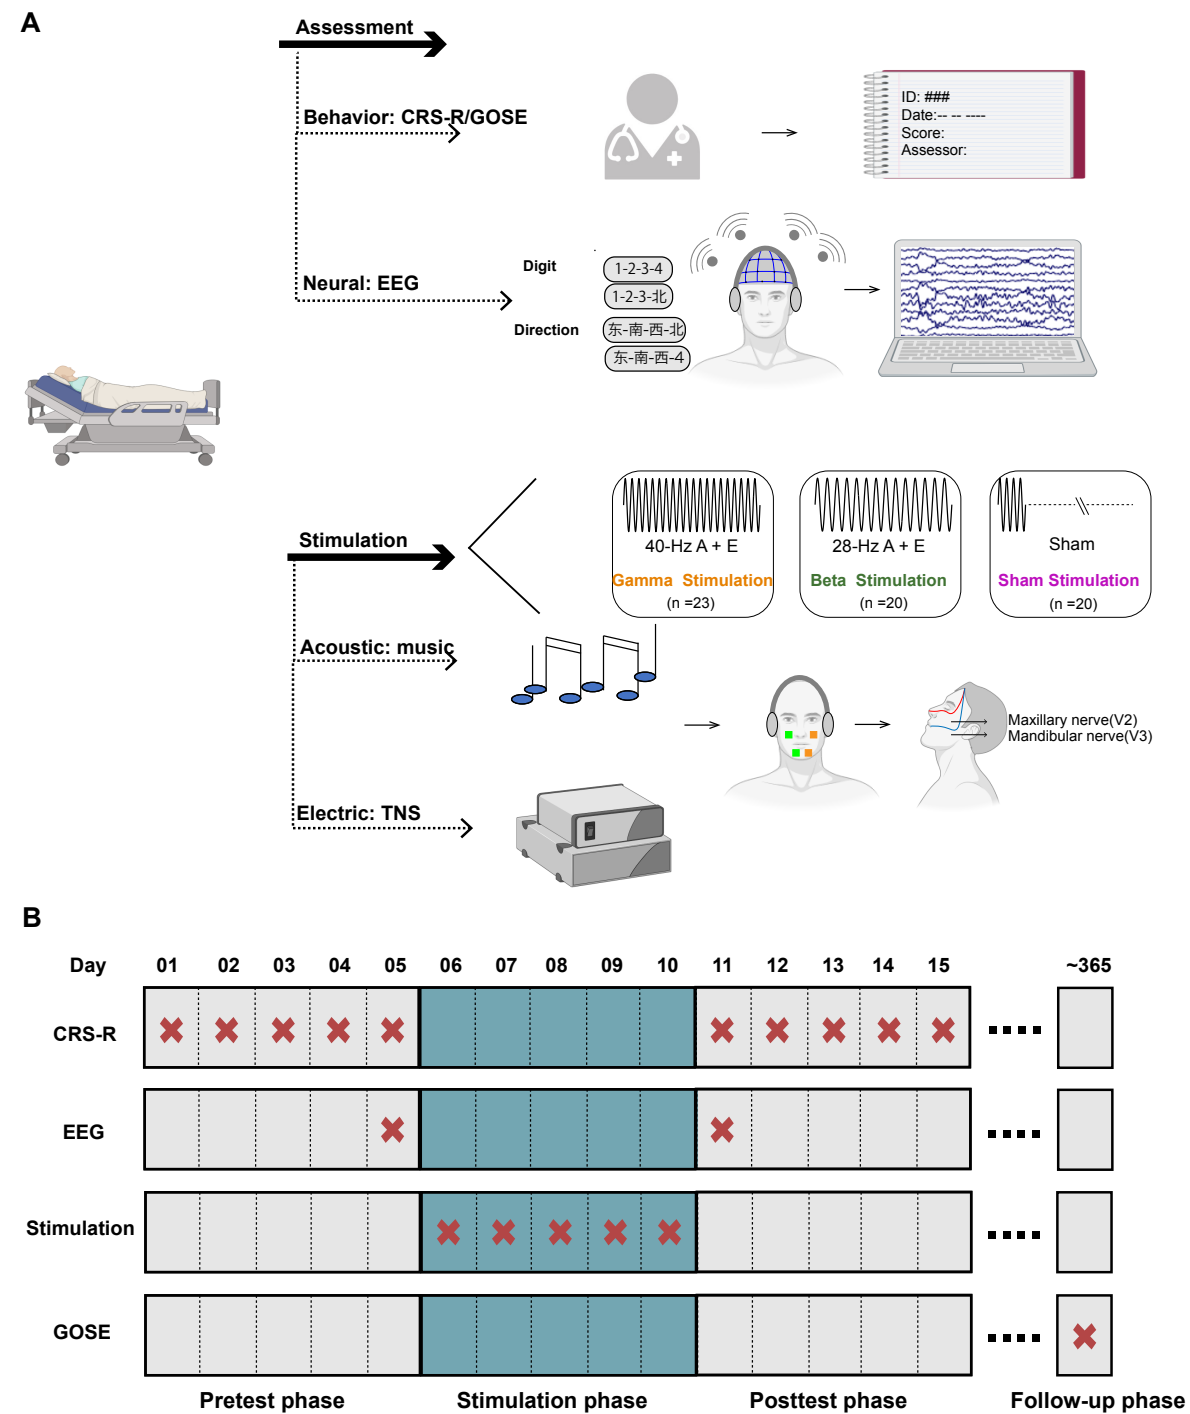 A
Assessment
Behavior: CRS-R/GOSE
ID: ###
Date:-- -- ----
Score:
Assessor:
Neural: EEG
Digit
1-2-3-4
1-2-3-北
Direction
东-南-西-北
东-南-西-4
Stimulation
40-Hz A + E
Gamma Stimulation
(n =23)
28-Hz A + E
Beta Stimulation
(n =20)
Sham
Sham Stimulation
(n =20)
Acoustic: music
Maxillary nerve(V2)
Mandibular nerve(V3)
Electric: TNS
B
Day 01 02 03 04 05 06 07 08 09 10 11 12 13 14 15 ~365
CRS-R
EEG
Stimulation
GOSE
Pretest phase Stimulation phase Posttest phase Follow-up phase